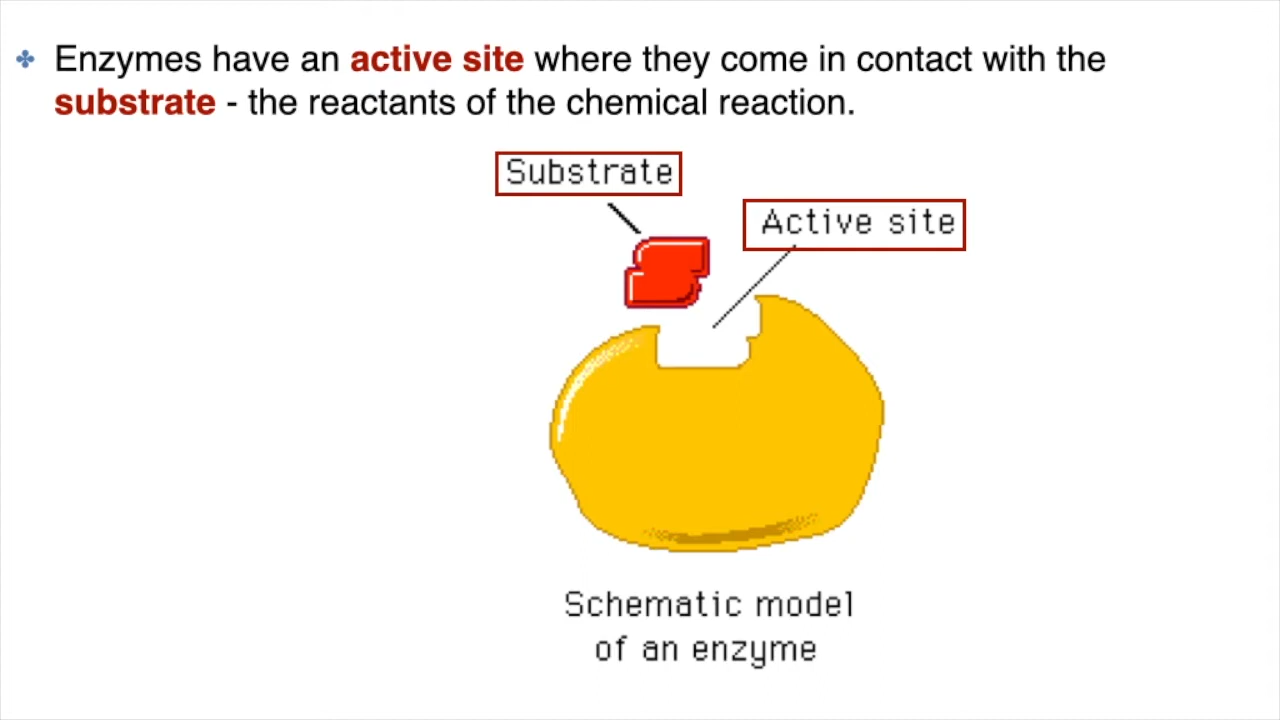 Enzymes have an active site where they come in contact with the
substrate - the reactants of the chemical reaction.
Substrate
Active site
Schematic model
of an enzyme